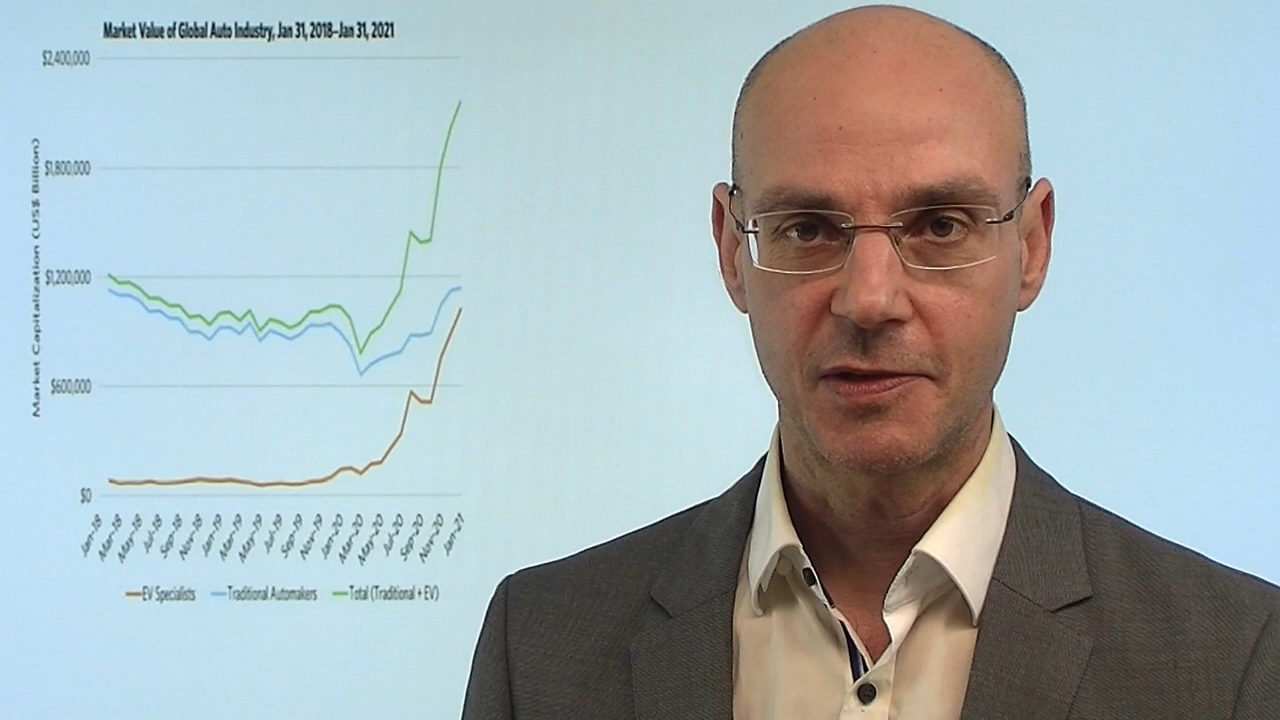 Market Value of Global Auto Industry, Jan 31, 2018–Jan 31, 2021
Market Capitalization (US$ Billion)
$2,400,000
$1,800,000
$1,200,000
$600,000
$0
Jan-18
Mar-18
May-18
Jul-18
Sep-18
Nov-18
Jan-19
Mar-19
May-19
Jul-19
Sep-19
Nov-19
Jan-20
Mar-20
May-20
Jul-20
Sep-20
Nov-20
Jan-21
EV Specialists
Traditional Automakers
Total (Traditional + EV)